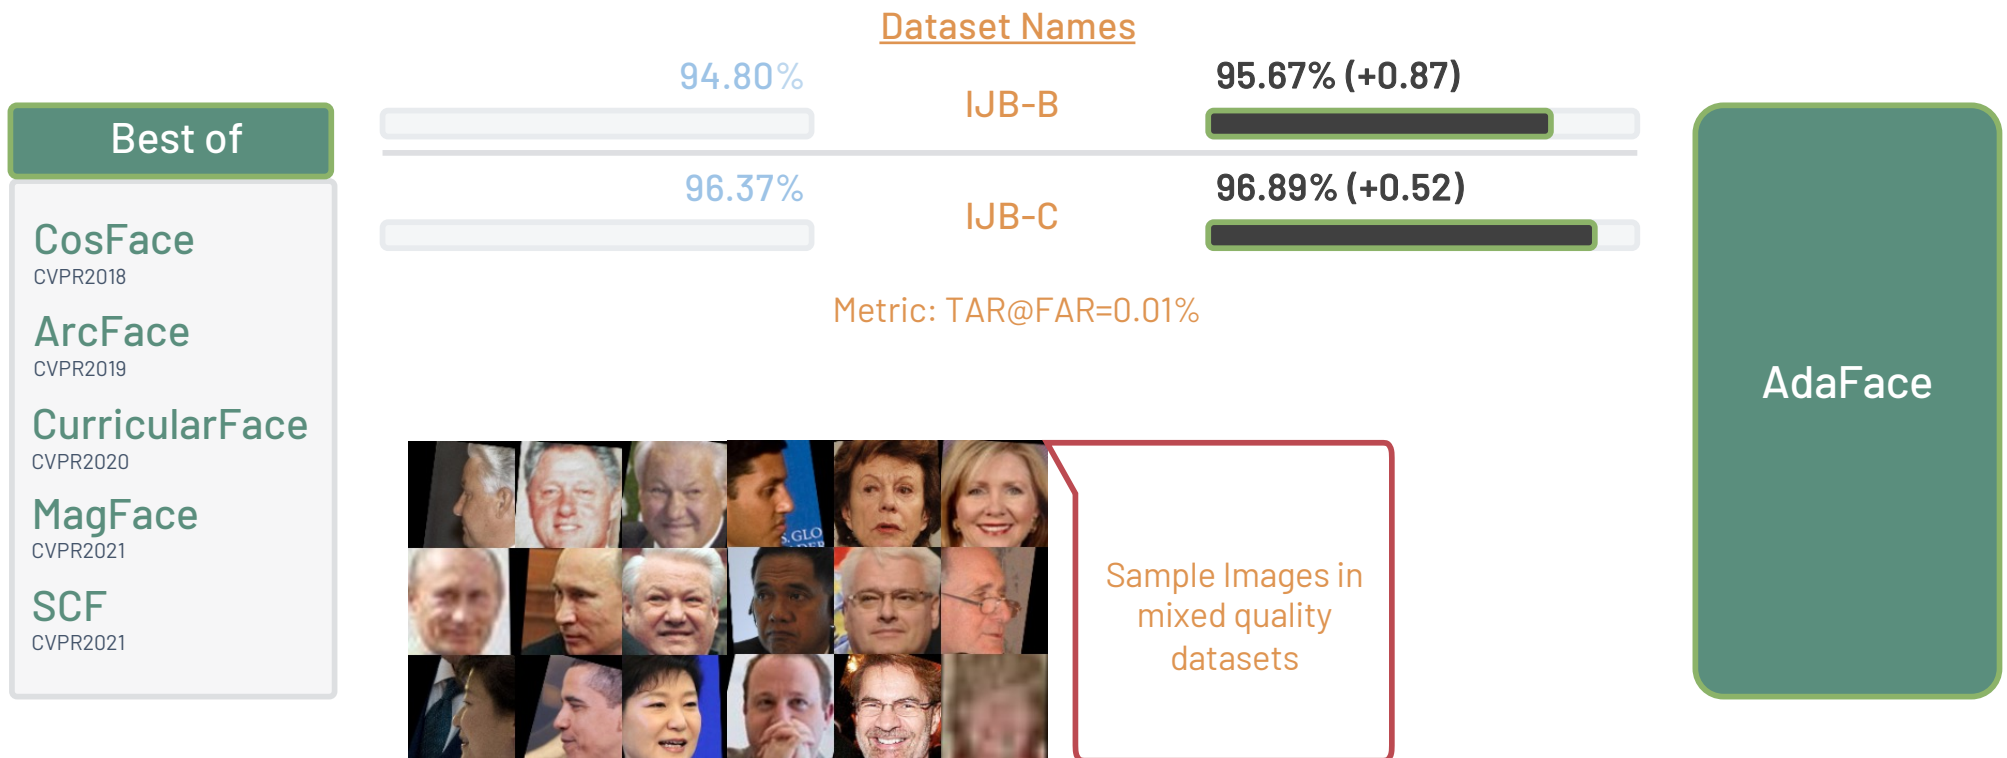 Dataset Names
94.80%
IJB-B
95.67% (+0.87)
Best of
96.37%
IJB-C
96.89% (+0.52)
CosFace
CVPR2018
ArcFace
CVPR2019
CurricularFace
CVPR2020
MagFace
CVPR2021
SCF
CVPR2021
Metric: TAR@FAR=0.01%
S. GLO
Sample Images in
mixed quality
datasets
AdaFace